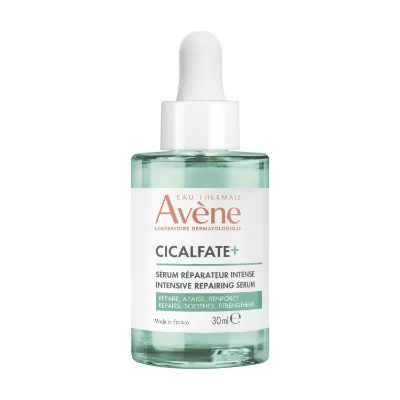 EAU THERMALE
Avène
LABORATOIRE DERMATOLOGIQUE
CICALFATE+
SÉRUM RÉPARATEUR INTENSE
INTENSIVE REPAIRING SERUM
RÉPARE, APAISE, RENFORCE
REPAIRS, SOOTHES, STRENGTHENS
Made in France
30ml℮